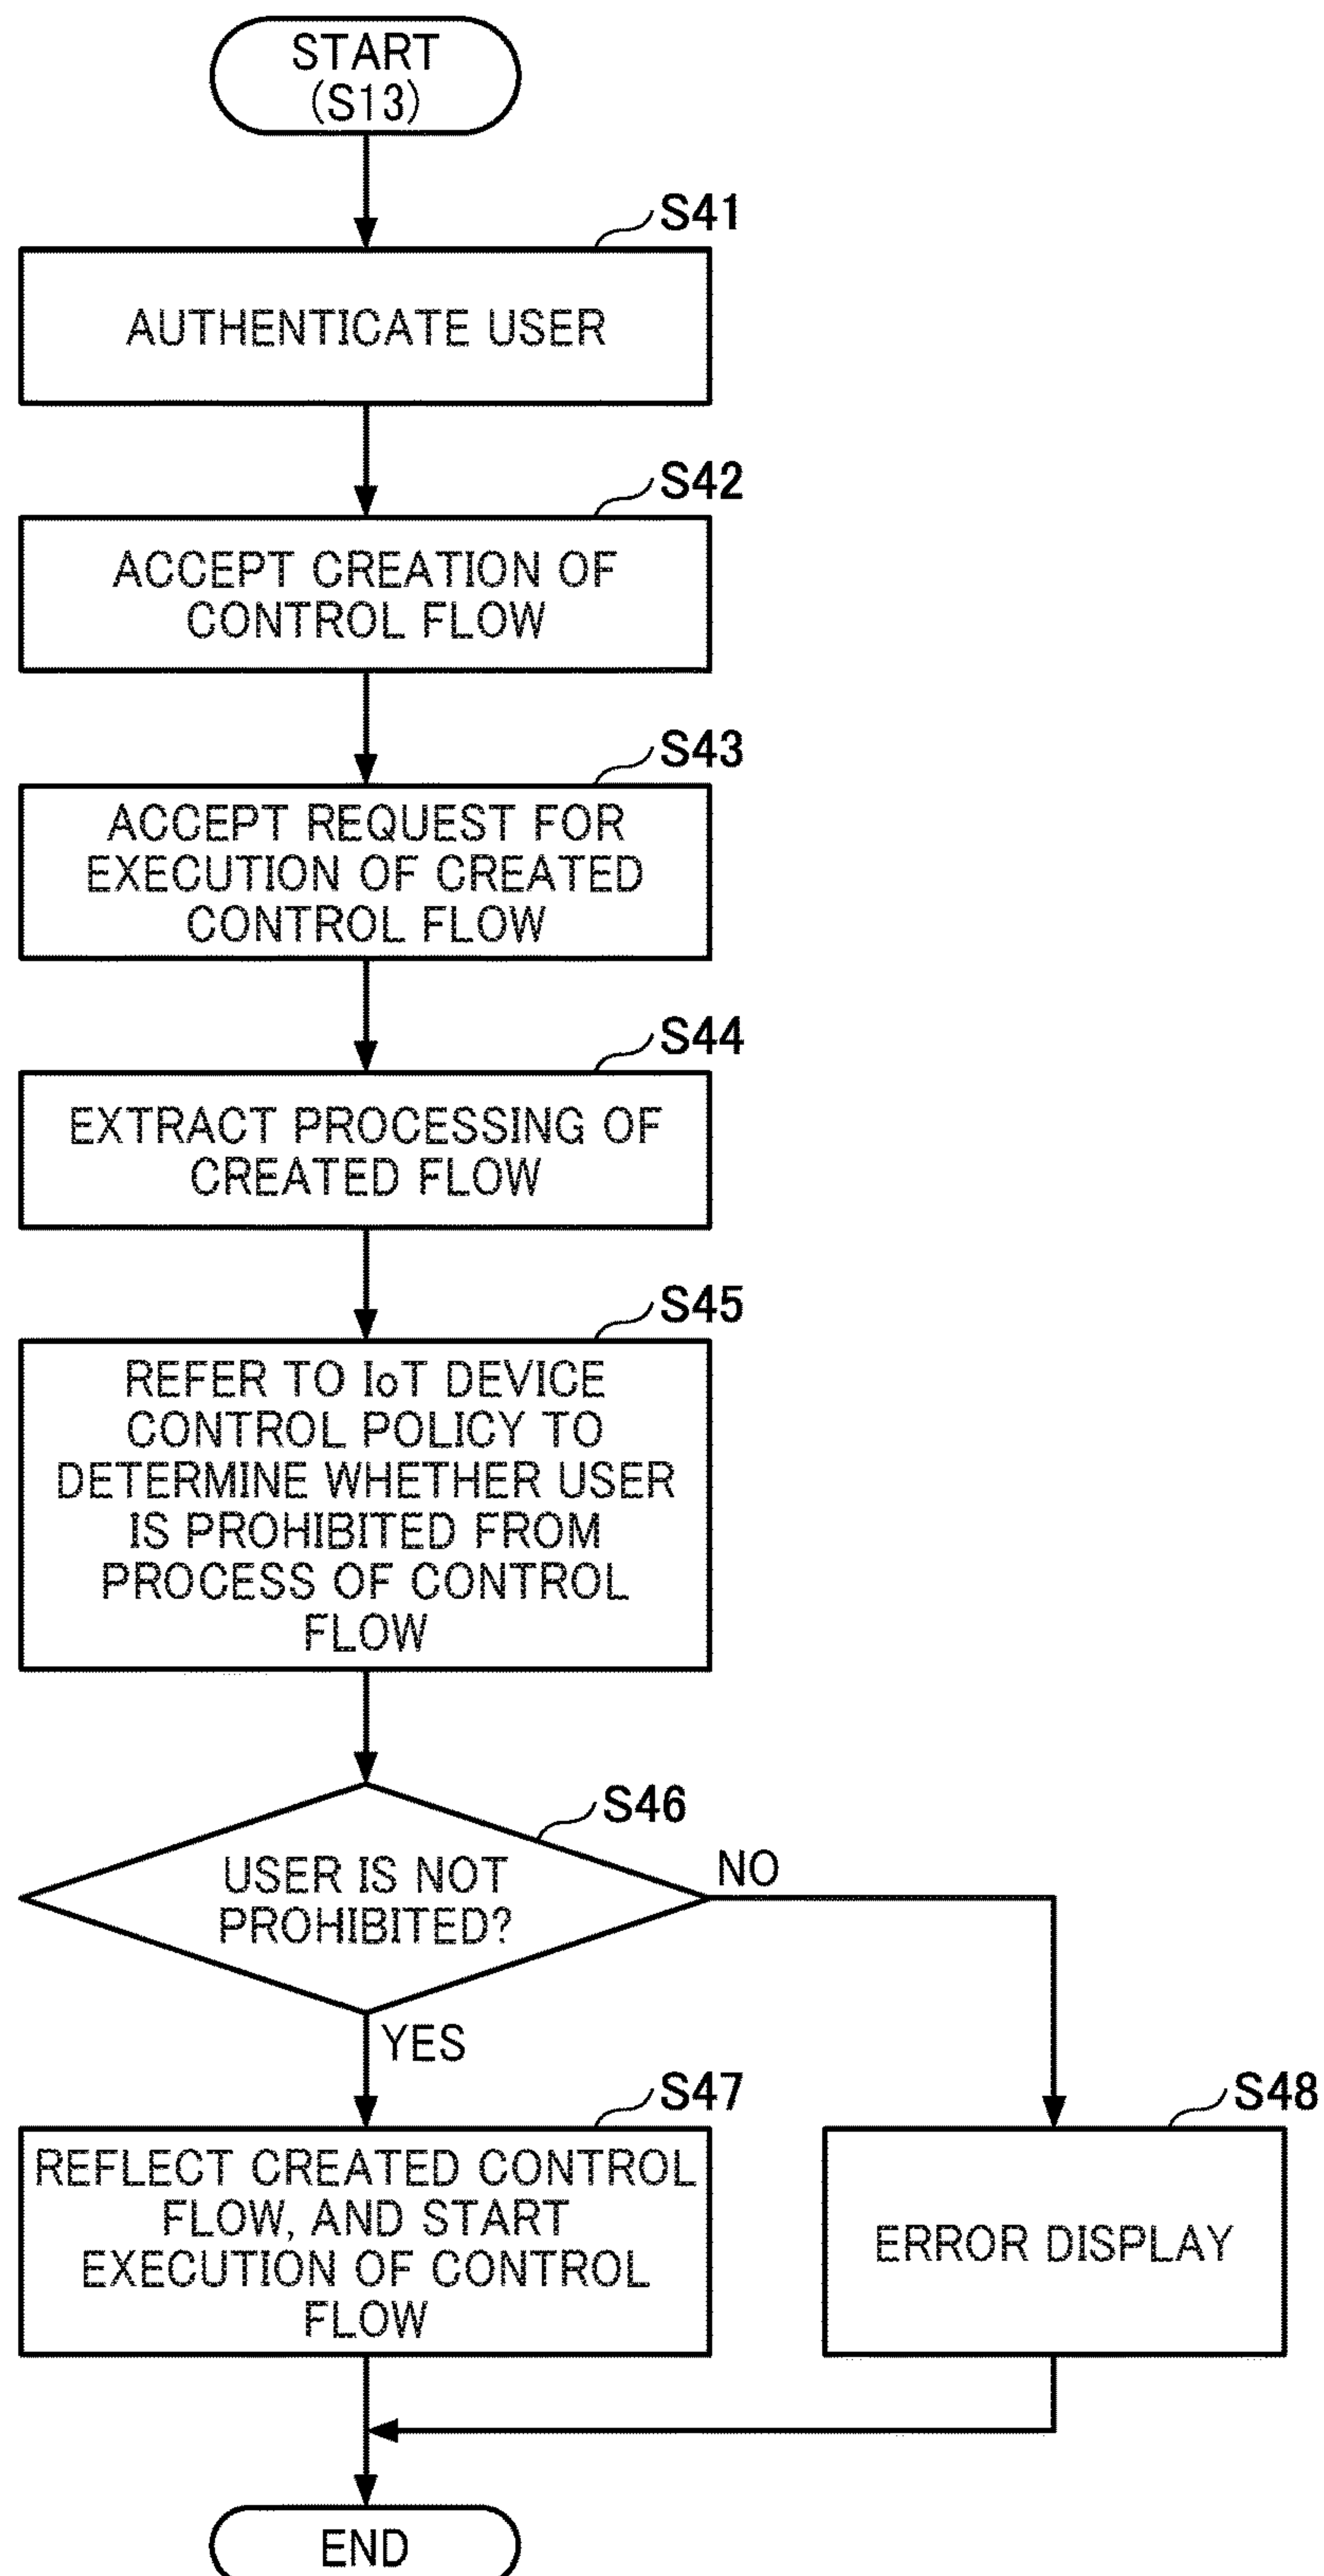 START
(S13)
S41
AUTHENTICATE USER
S42
ACCEPT CREATION OF
CONTROL FLOW
S43
ACCEPT REQUEST FOR
EXECUTION OF CREATED
CONTROL FLOW
S44
EXTRACT PROCESSING OF
CREATED FLOW
S45
REFER TO IoT DEVICE
CONTROL POLICY TO
DETERMINE WHETHER USER
IS PROHIBITED FROM
PROCESS OF CONTROL
FLOW
S46
USER IS NOT
PROHIBITED?
NO
YES
S47
REFLECT CREATED CONTROL
FLOW, AND START
EXECUTION OF CONTROL
FLOW
S48
ERROR DISPLAY
END